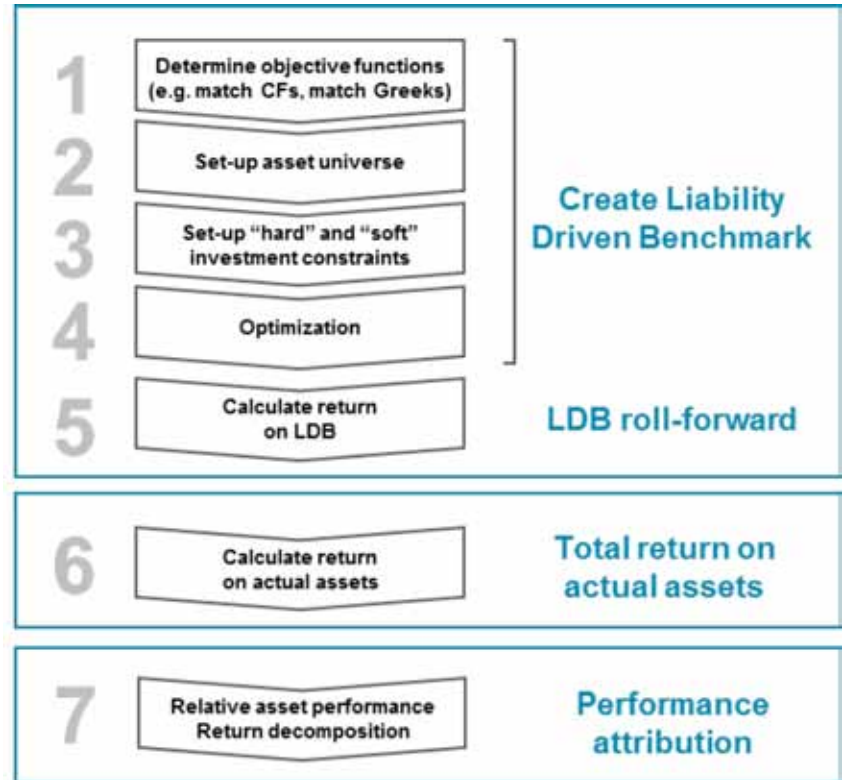 1
Determine objective functions
(e.g. match CFs, match Greeks)
2
Set-up asset universe
3
Set-up “hard” and “soft”
investment constraints
4
Optimization
Create Liability
Driven Benchmark
5
Calculate return
on LDB
LDB roll-forward
6
Calculate return
on actual assets
Total return on
actual assets
7
Relative asset performance
Return decomposition
Performance
attribution